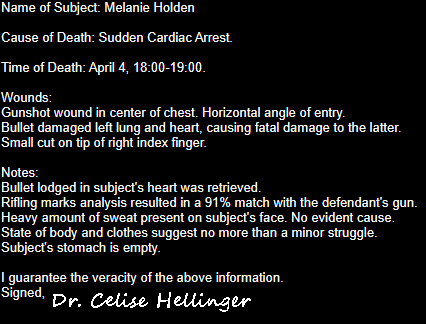 Name of Subject: Melanie Holden
Cause of Death: Sudden Cardiac Arrest.
Time of Death: April 4, 18:00-19:00.
Wounds:
Gunshot wound in center of chest. Horizontal angle of entry.
Bullet damaged left lung and heart, causing fatal damage to the latter.
Small cut on tip of right index finger.
Notes:
Bullet lodged in subject's heart was retrieved.
Rifling marks analysis resulted in a 91% match with the defendant's gun.
Heavy amount of sweat present on subject's face. No evident cause.
State of body and clothes suggest no more than a minor struggle.
Subject's stomach is empty.
I guarantee the veracity of the above information.
Signed, Dr. Celise Hellinger